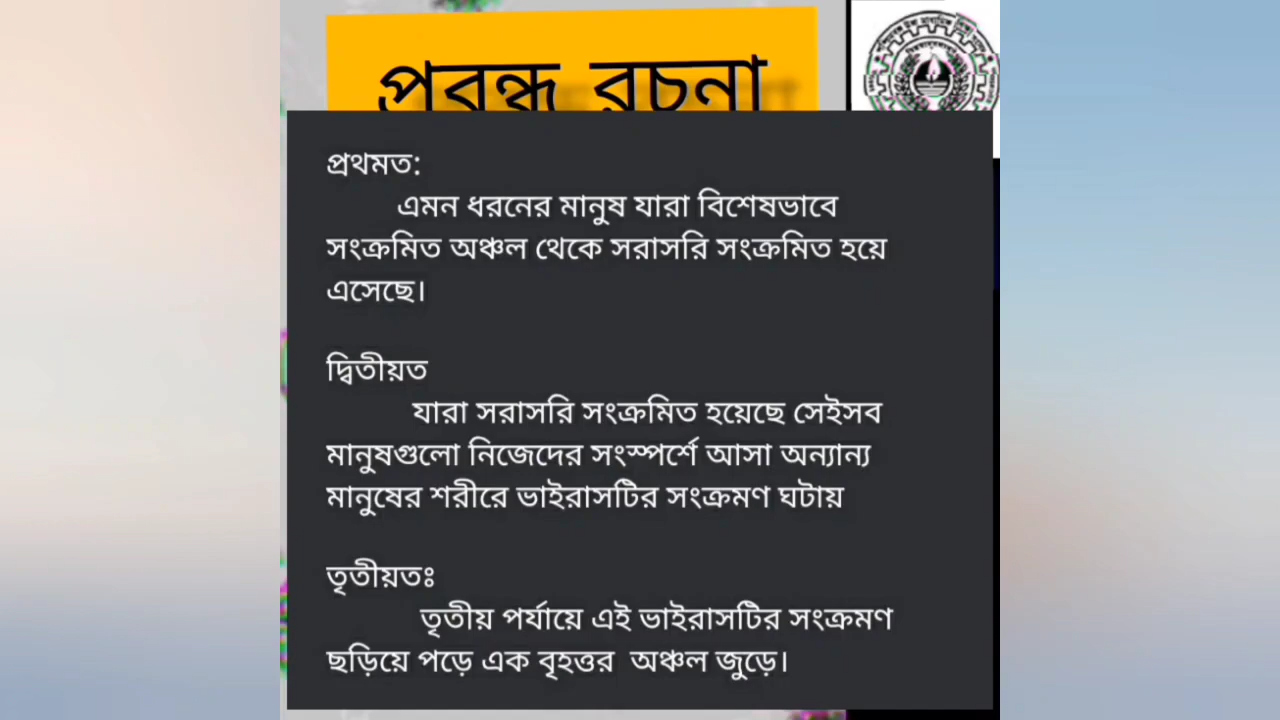 প্রবন্ধ রচনা
প্রথমত:
এমন ধরনের মানুষ যারা বিশেষভাবে
সংক্রমিত অঞ্চল থেকে সরাসরি সংক্রমিত হয়ে
এসেছে।
দ্বিতীয়ত
যারা সরাসরি সংক্রমিত হয়েছে সেইসব
মানুষগুলো নিজেদের সংস্পর্শে আসা অন্যান্য
মানুষের শরীরে ভাইরাসটির সংক্রমণ ঘটায়
তৃতীয়তঃ
তৃতীয় পর্যায়ে এই ভাইরাসটির সংক্রমণ
ছড়িয়ে পড়ে এক বৃহত্তর অঞ্চল জুড়ে।